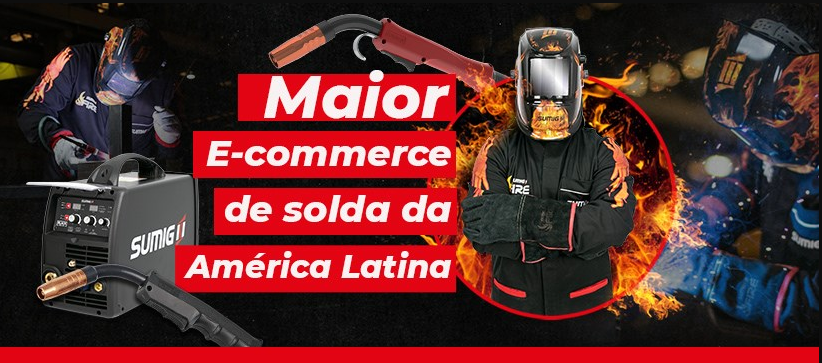 Maior
E-commerce
de solda da
América Latina
SUMIG
SUMIG